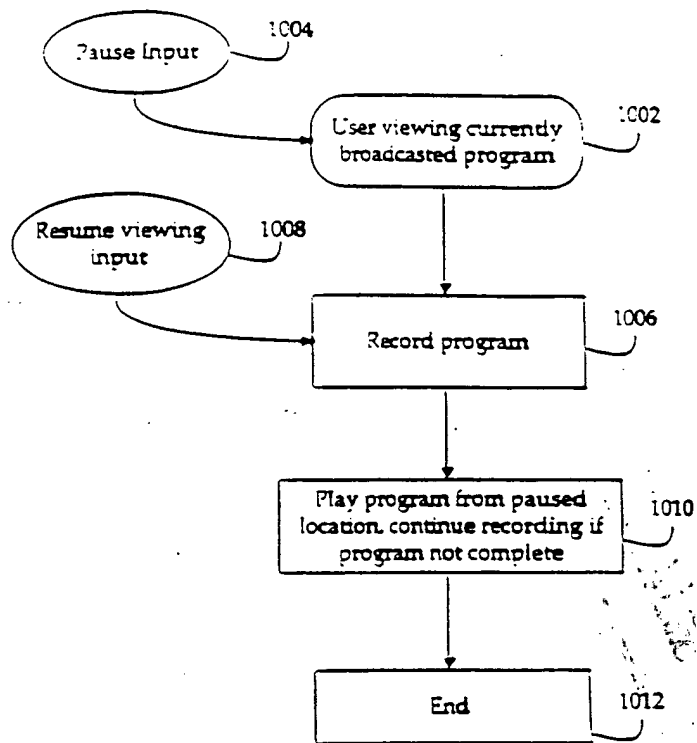 1004
Pause Input
1002
User viewing currently
broadcasted program
1008
Resume viewing
input
1006
Record program
1010
Play program from paused
location, continue recording if
program not complete
End
1012